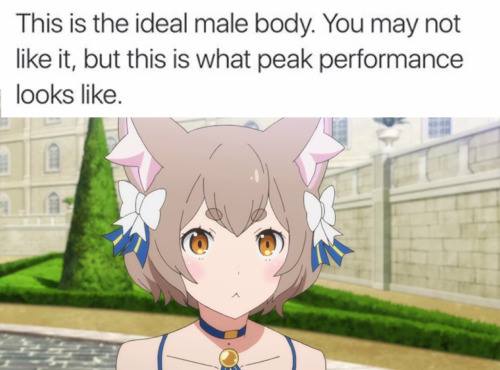 This is the ideal male body. You may not
like it, but this is what peak performance
looks like.